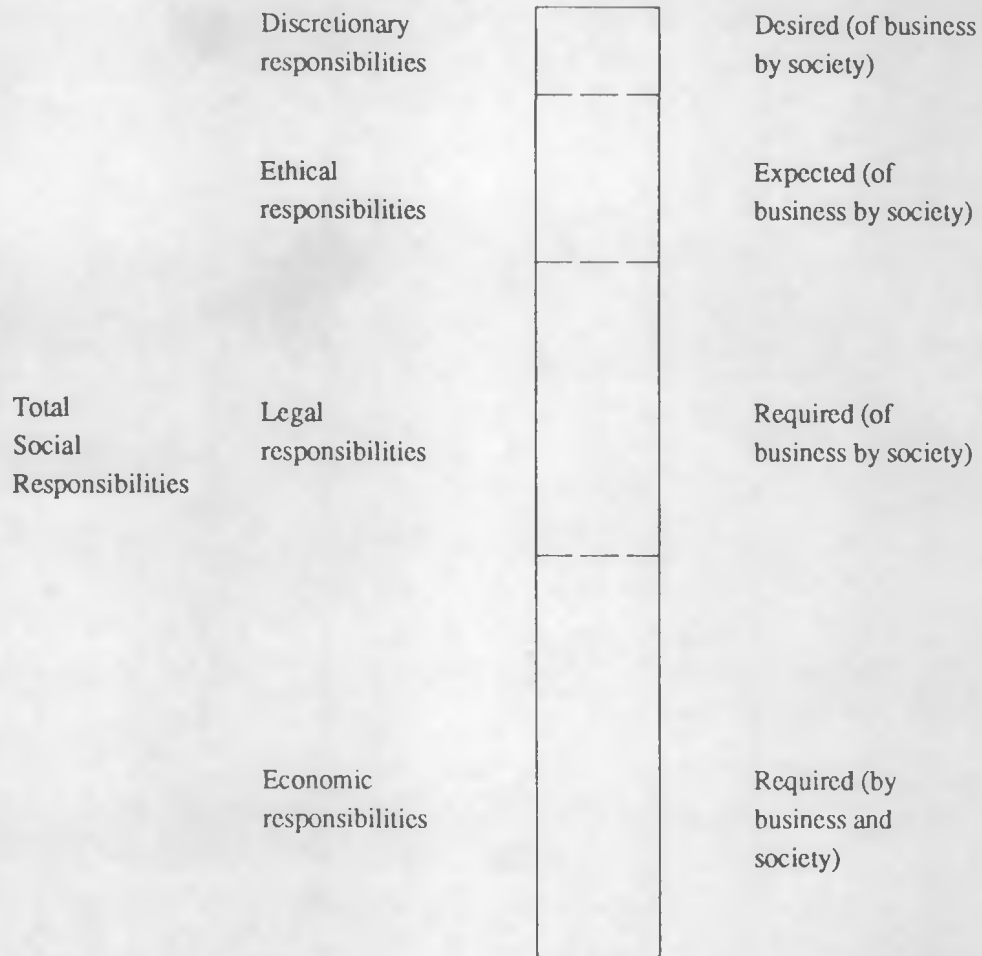 Discretionary
responsibilities
Desired (of business
by society)
Ethical
responsibilities
Expected (of
business by society)
Total
Social
Responsibilities
Legal
responsibilities
Required (of
business by society)
Economic
responsibilities
Required (by
business and
society)